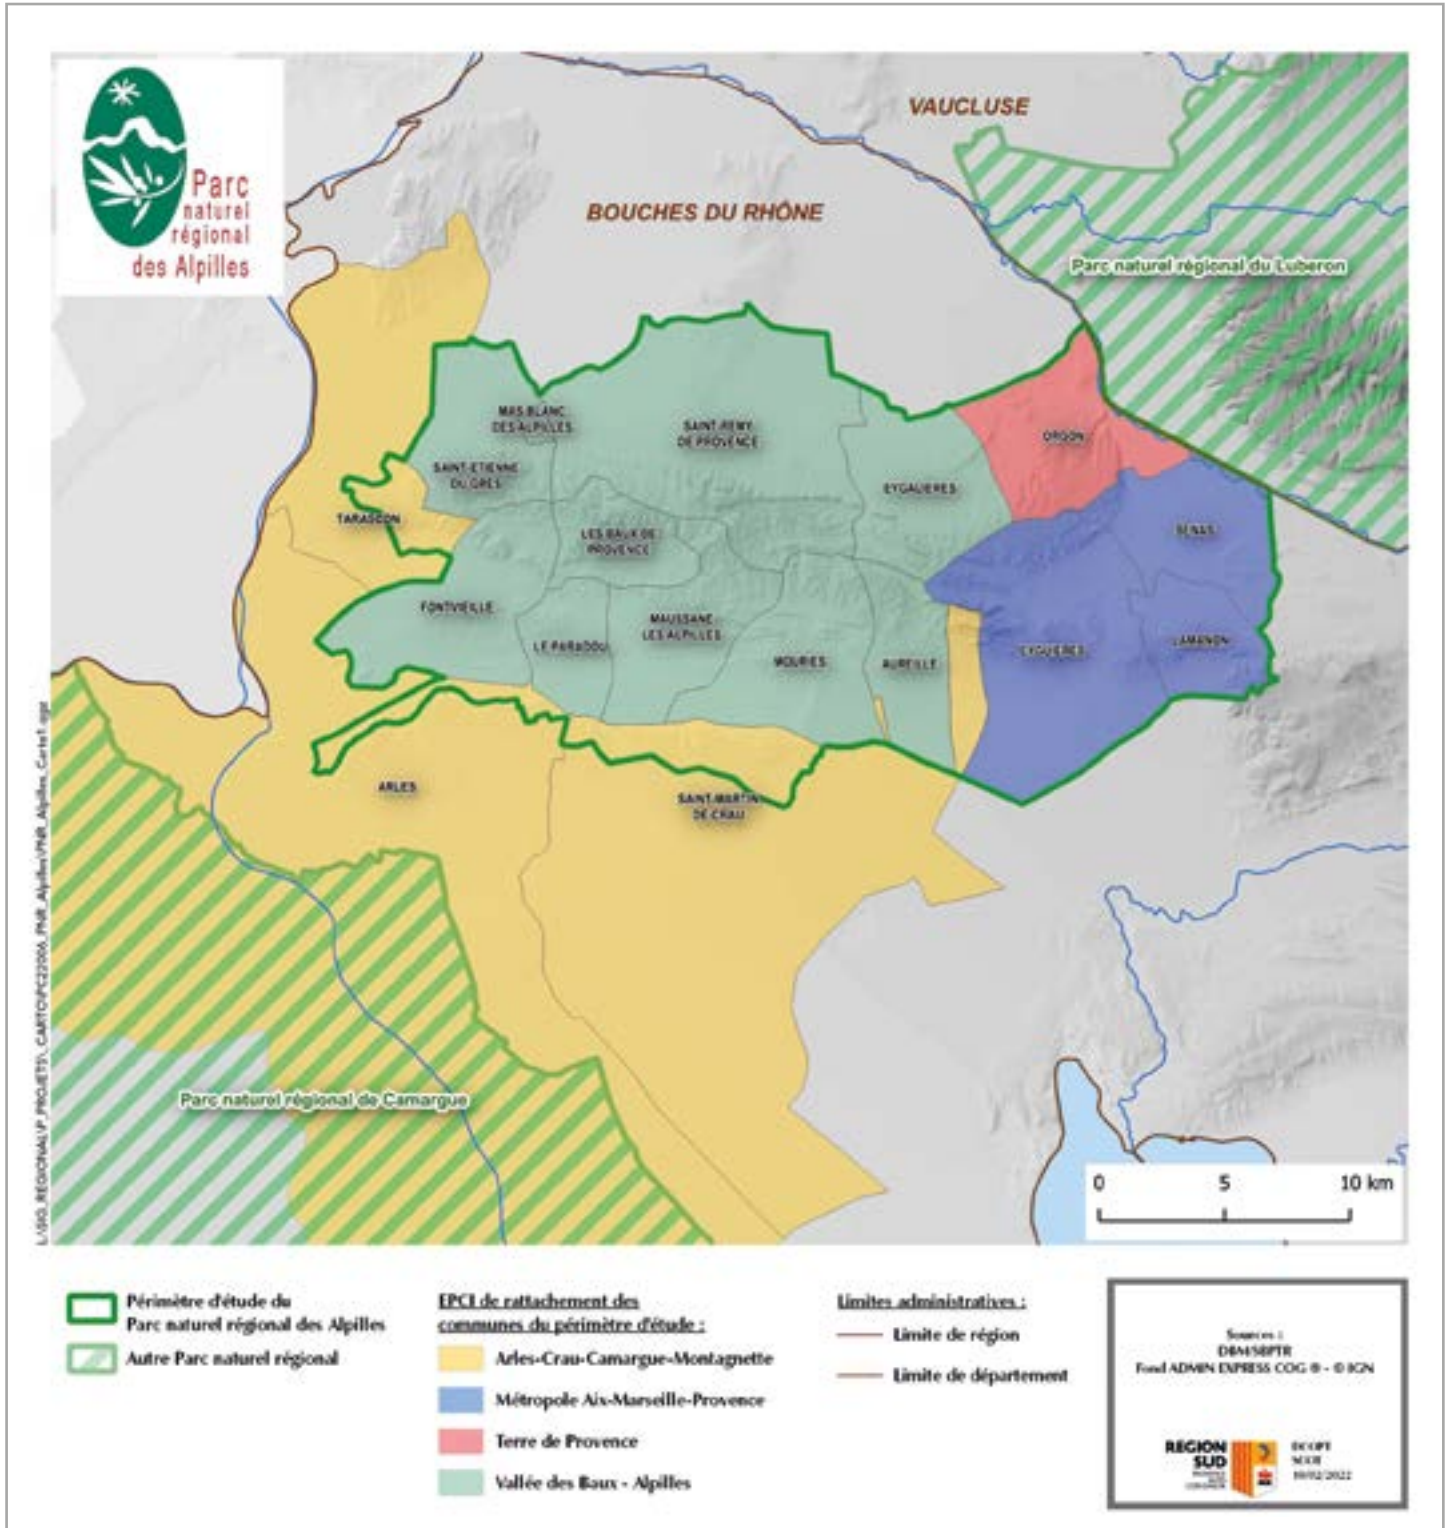 Parc
naturel
régional
des Alpilles
VAUCLUSE
BOUCHES DU RHÔNE
Parc naturel régional du Luberon
MAS BLANC
DES ALPILLES
SAINT-REMY
DE PROVENCE
ORGON
SAINT-ETIENNE
DU GRES
EYGALIERES
TARASCON
SENAS
LES BAUX DE
PROVENCE
FONTVIEILLE
MAUSSANE
LES ALPILLES
LE PARADOU
MOURIES
AUREILLE
EYGUIERES
LAMANON
ARLES
SAINT-MARTIN
DE CRAU
Parc naturel régional de Camargue
0 5 10 km
Périmètre d'étude du
Parc naturel régional des Alpilles
Autre Parc naturel régional
EPCI de rattachement des
communes du périmètre d'étude :
Arles-Crau-Camargue-Montagnette
Métropole Aix-Marseille-Provence
Terre de Provence
Vallée des Baux - Alpilles
Limites administratives :
Limite de région
Limite de département
Sources :
Fond ADMIN EXPRESS COG ® - © IGN
REGION
SUD
10/02/2022